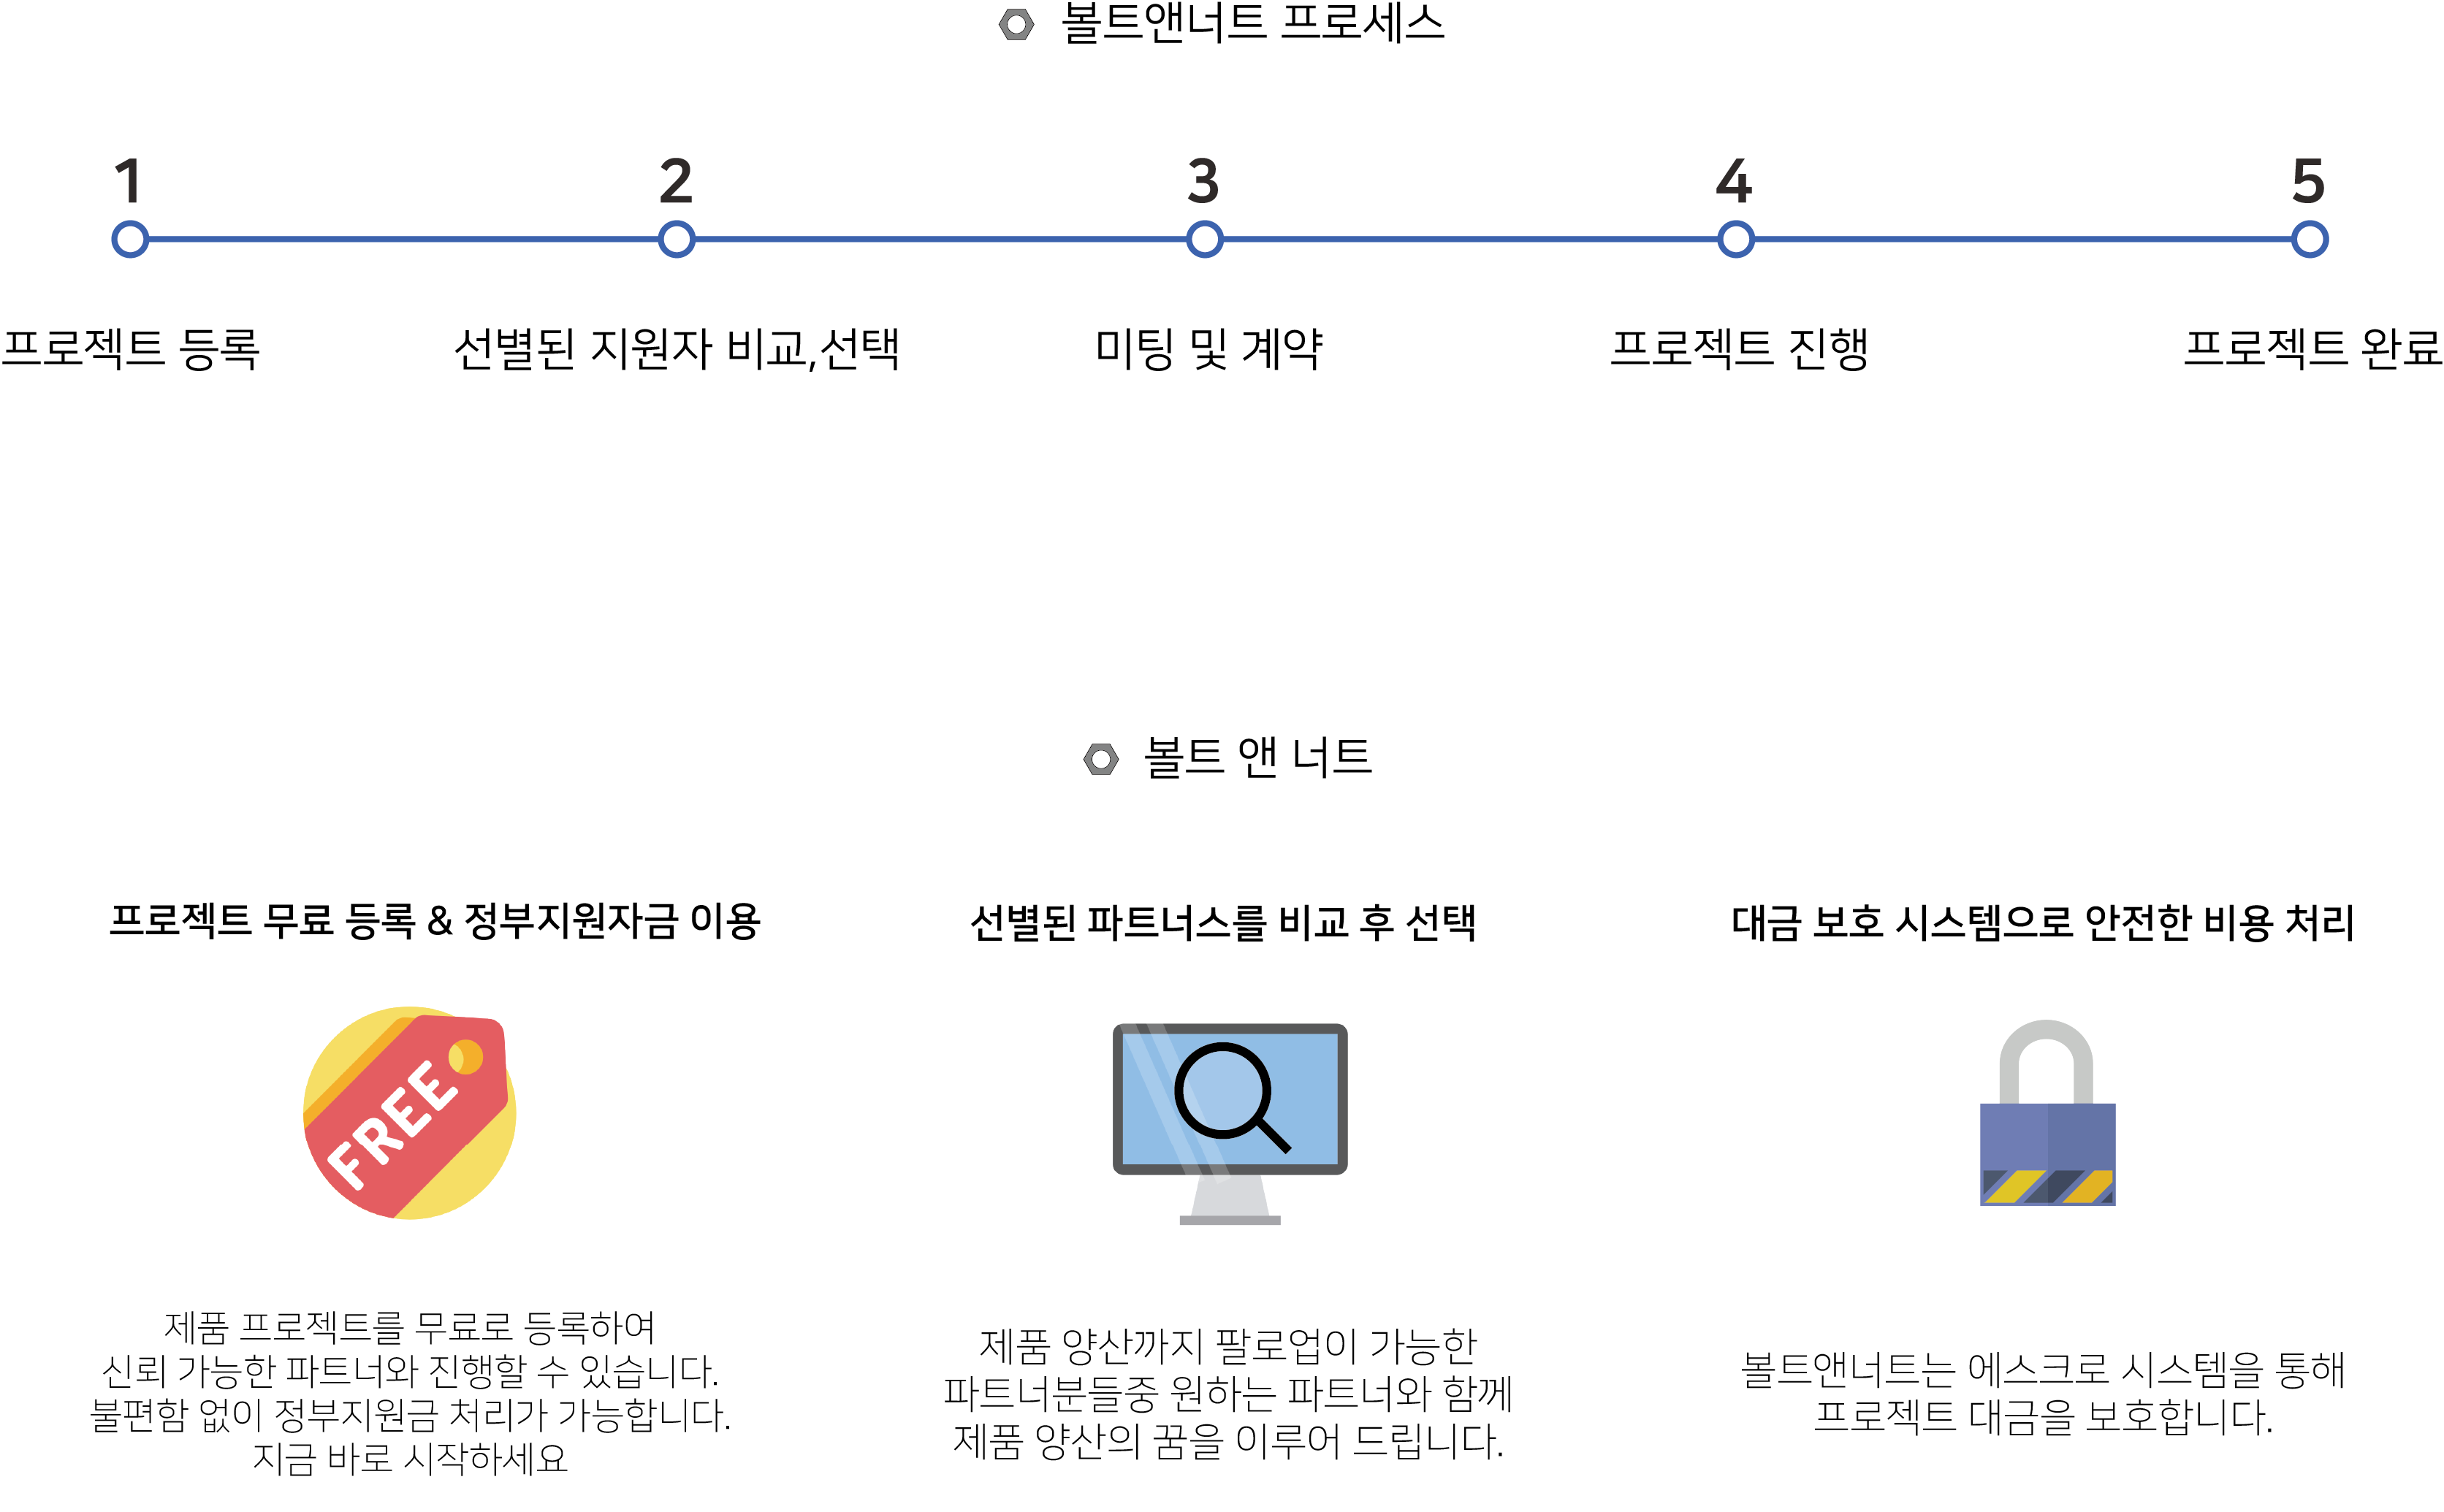 볼트앤너트 프로세스
1
2
3
4
5
프로젝트 등록
선별된 지원자 비교,선택
미팅 및 계약
프로젝트 진행
프로젝트 완료
볼트 앤 너트
프로젝트 무료 등록 & 정부지원자금 이용
선별된 파트너스를 비교 후 선택
대금 보호 시스템으로 안전한 비용 처리
FREE
제품 프로젝트를 무료로 등록하여
신뢰 가능한 파트너와 진행할 수 있습니다.
불편함 없이 정부지원금 처리가 가능합니다.
지금 바로 시작하세요
제품 양산까지 팔로업이 가능한
파트너분들중 원하는 파트너와 함께
제품 양산의 꿈을 이루어 드립니다.
볼트앤너트는 에스크로 시스템을 통해
프로젝트 대금을 보호합니다.